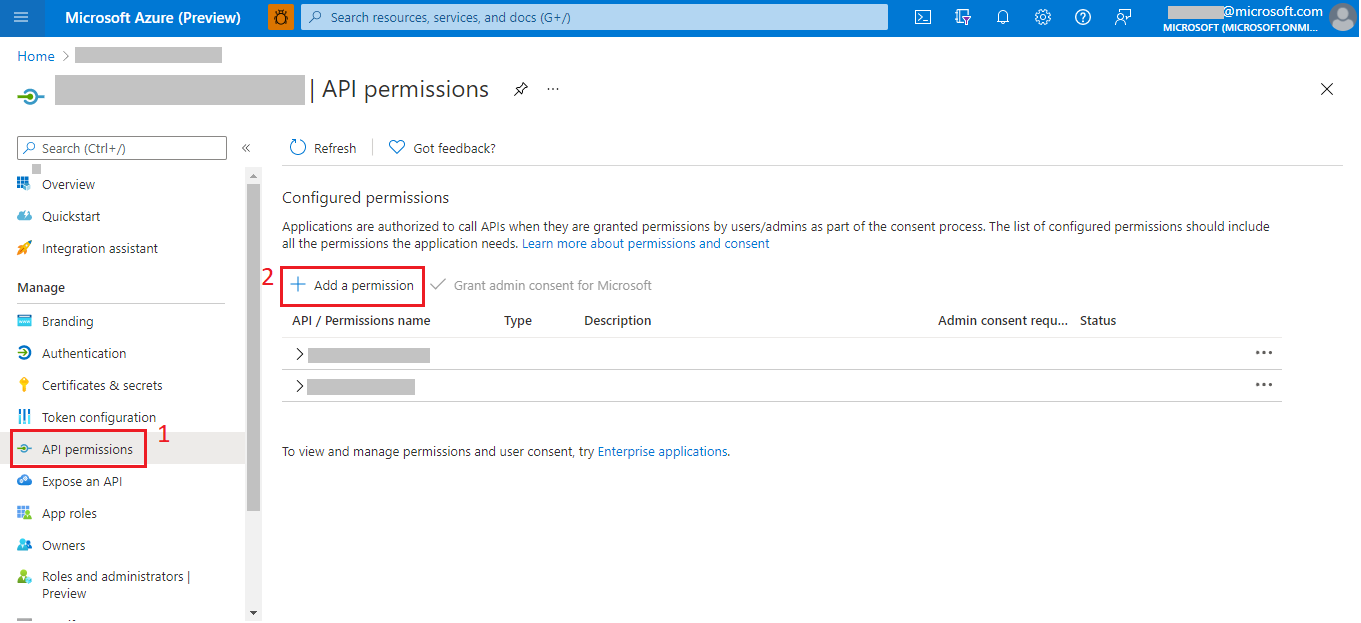 Microsoft Azure (Preview)
Search resources, services, and docs (G+/)
@microsoft.com
MICROSOFT (MICROSOFT.ONMI...
Home >
| API permissions
Search (Ctrl+/)
Refresh
Got feedback?
Overview
Quickstart
Integration assistant
Manage
Branding
Authentication
Certificates & secrets
Token configuration
1
API permissions
Expose an API
App roles
Owners
Roles and administrators |
Preview
Configured permissions
Applications are authorized to call APIs when they are granted permissions by users/admins as part of the consent process. The list of configured permissions should include
all the permissions the application needs. Learn more about permissions and consent
2
Add a permission
Grant admin consent for Microsoft
API / Permissions name
Type
Description
Admin consent requ...
Status
To view and manage permissions and user consent, try Enterprise applications.